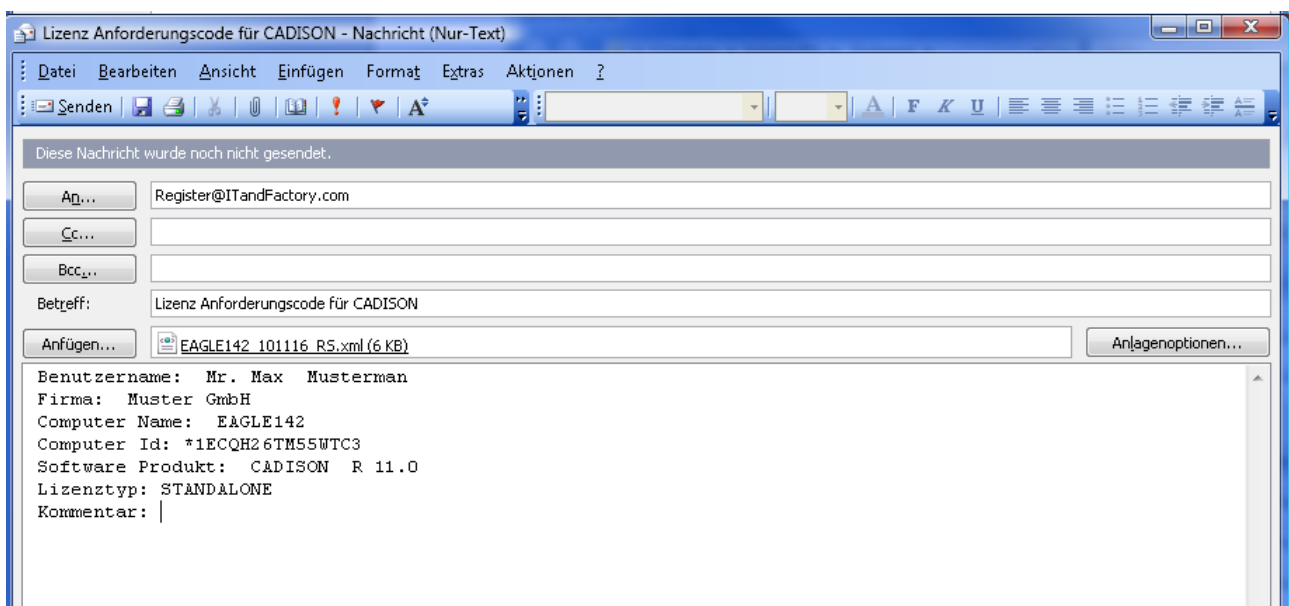 Lizenz Anforderungscode für CADISON - Nachricht (Nur-Text)
Datei Bearbeiten Ansicht Einfügen Format Extras Aktionen ?
Senden A A F K U
Diese Nachricht wurde noch nicht gesendet.
An... Register@ITandFactory.com
Cc...
Bcc...
Betreff: Lizenz Anforderungscode für CADISON
Anfügen... EAGLE142_101116_RS.xml (6 KB) Anlagenoptionen...
Benutzername: Mr. Max Musterman
Firma: Muster GmbH
Computer Name: EAGLE142
Computer Id: *1ECQH26TM55WTC3
Software Produkt: CADISON R 11.0
Lizenztyp: STANDALONE
Kommentar: